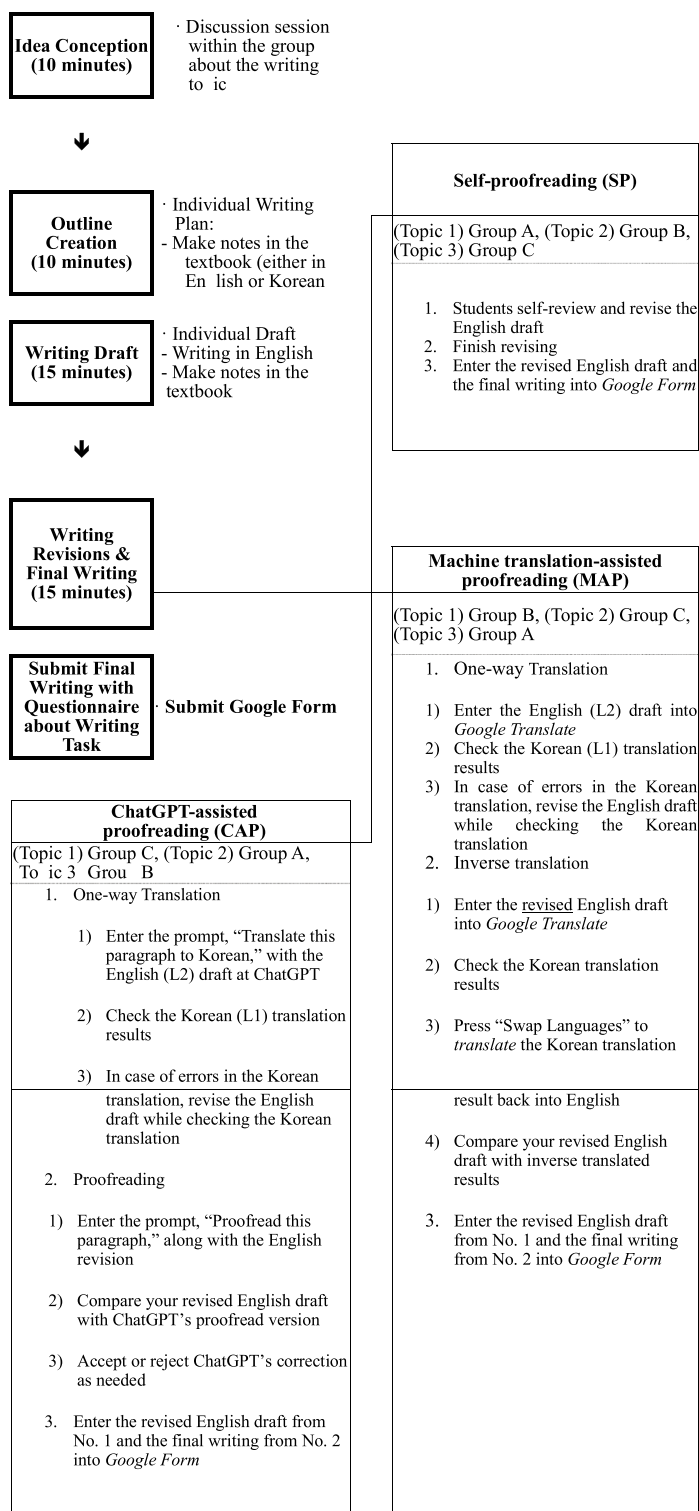 Idea Conception
(10 minutes)
· Discussion session
within the group
about the writing
to ic
Outline
Creation
(10 minutes)
· Individual Writing
Plan:
- Make notes in the
textbook (either in
En lish or Korean
Writing Draft
(15 minutes)
· Individual Draft
- Writing in English
- Make notes in the
textbook
Writing
Revisions &
Final Writing
(15 minutes)
Submit Final
Writing with
Questionnaire
about Writing
Task
· Submit Google Form
Self-proofreading (SP)
(Topic 1) Group A, (Topic 2) Group B,
(Topic 3) Group C
1. Students self-review and revise the
English draft
2. Finish revising
3. Enter the revised English draft and
the final writing into Google Form
Machine translation-assisted
proofreading (MAP)
(Topic 1) Group B, (Topic 2) Group C,
(Topic 3) Group A
1. One-way Translation
1) Enter the English (L2) draft into
Google Translate
2) Check the Korean (L1) translation
results
3) In case of errors in the Korean
translation, revise the English draft
while checking the Korean
translation
2. Inverse translation
1) Enter the revised English draft
into Google Translate
2) Check the Korean translation
results
3) Press “Swap Languages” to
translate the Korean translation
result back into English
4) Compare your revised English
draft with inverse translated
results
3. Enter the revised English draft
from No. 1 and the final writing
from No. 2 into Google Form
ChatGPT-assisted
proofreading (CAP)
(Topic 1) Group C, (Topic 2) Group A,
To ic 3 Grou B
1. One-way Translation
1) Enter the prompt, “Translate this
paragraph to Korean,” with the
English (L2) draft at ChatGPT
2) Check the Korean (L1) translation
results
3) In case of errors in the Korean
translation, revise the English
draft while checking the Korean
translation
2. Proofreading
1) Enter the prompt, “Proofread this
paragraph,” along with the English
revision
2) Compare your revised English draft
with ChatGPT’s proofread version
3) Accept or reject ChatGPT’s correction
as needed
3. Enter the revised English draft from
No. 1 and the final writing from No. 2
into Google Form